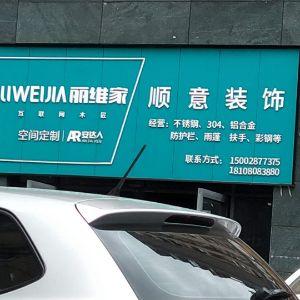 LIWEIJIA 丽维家
互联网木匠
空间定制 AR 安达人
顺意装饰
经营：不锈钢、304、铝合金
防护栏、雨蓬 扶手、彩钢等
联系方式：15002877375
18108083880